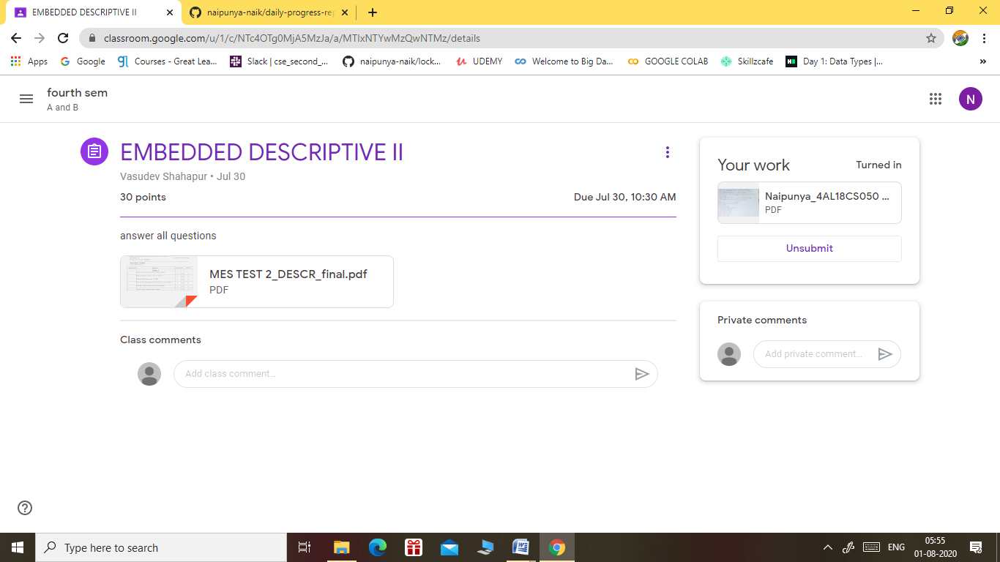 EMBEDDED DESCRIPTIVE II
naipunya-naik/daily-progress-rep
classroom.google.com/u/1/c/NTc4OTg0MjA5MzJa/a/MTIxNTYwMzQwNTMz/details
Apps Google Courses - Great Lea... Slack | cse_second_... naipunya-naik/lock... UDEMY Welcome to Big Da... GOOGLE COLAB Skillzcafe Day 1: Data Types |...
fourth sem
A and B
N
EMBEDDED DESCRIPTIVE II
Vasudev Shahapur • Jul 30
30 points Due Jul 30, 10:30 AM
answer all questions
MES TEST 2_DESCR_final.pdf
PDF
Class comments
Add class comment...
Your work Turned in
Naipunya_4AL18CS050 ...
PDF
Unsubmit
Private comments
Add private comment...
Type here to search
ENG
05:55
01-08-2020